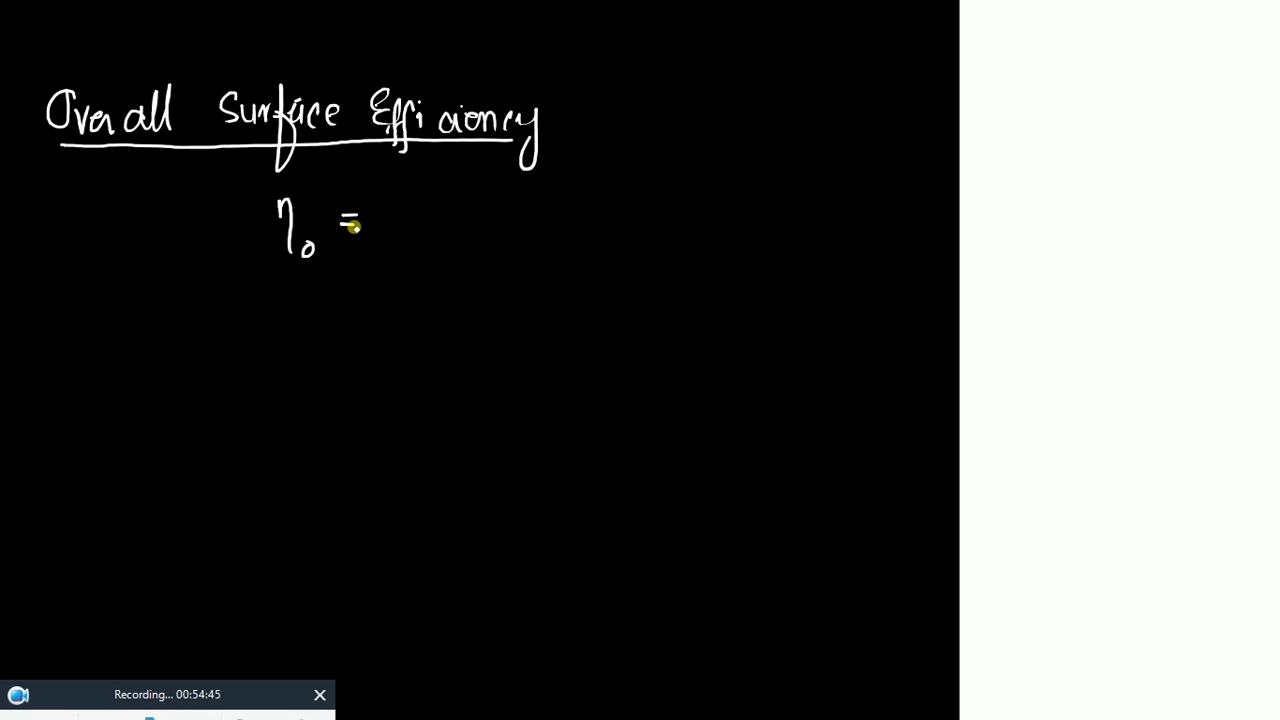 Overall Surface Efficiency
η₀ =
Recording... 00:54:45